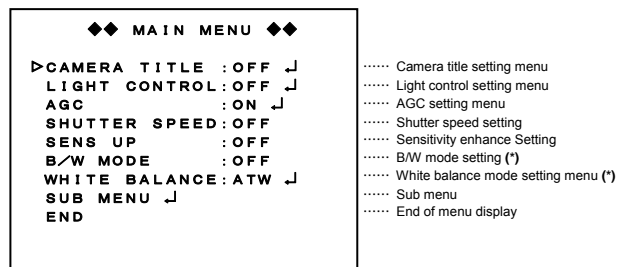 ◆◆ MAIN MENU ◆◆
▷CAMERA TITLE :OFF ↵ ······ Camera title setting menu
LIGHT CONTROL:OFF ↵ ······ Light control setting menu
AGC :ON ↵ ······ AGC setting menu
SHUTTER SPEED:OFF ······ Shutter speed setting
SENS UP :OFF ······ Sensitivity enhance Setting
B/W MODE :OFF ······ B/W mode setting (*)
WHITE BALANCE:ATW ↵ ······ White balance mode setting menu (*)
SUB MENU ↵ ······ Sub menu
END ······ End of menu display